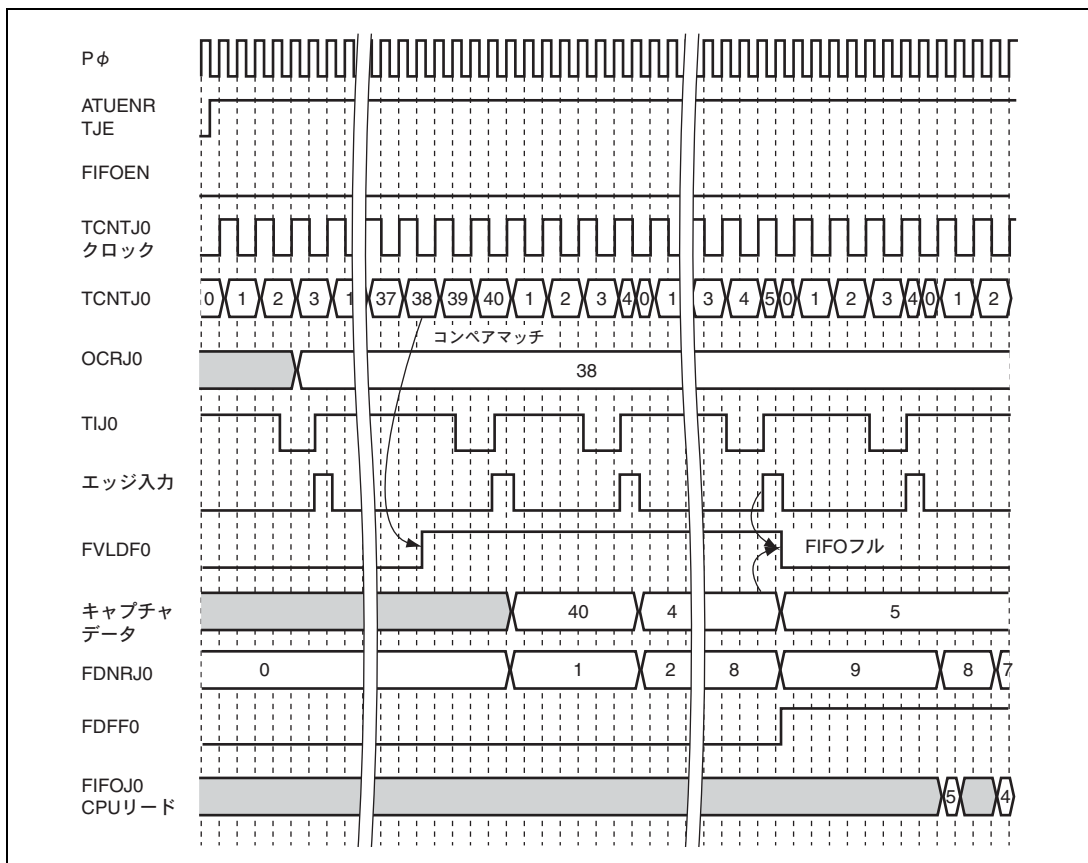 Pφ
ATUENR
TJE
FIFOEN
TCNTJ0
クロック
TCNTJ0
0 1 2 3 1 37 38 39 40 1 2 3 4 0 1 3 4 5 0 1 2 3 4 0 1 2
コンペアマッチ
OCRJ0
38
TIJ0
エッジ入力
FVLDF0
FIFOフル
キャプチャ
データ
40 4 5
FDNRJ0
0 1 2 8 9 8 7
FDFF0
FIFOJ0
CPUリード
5 4